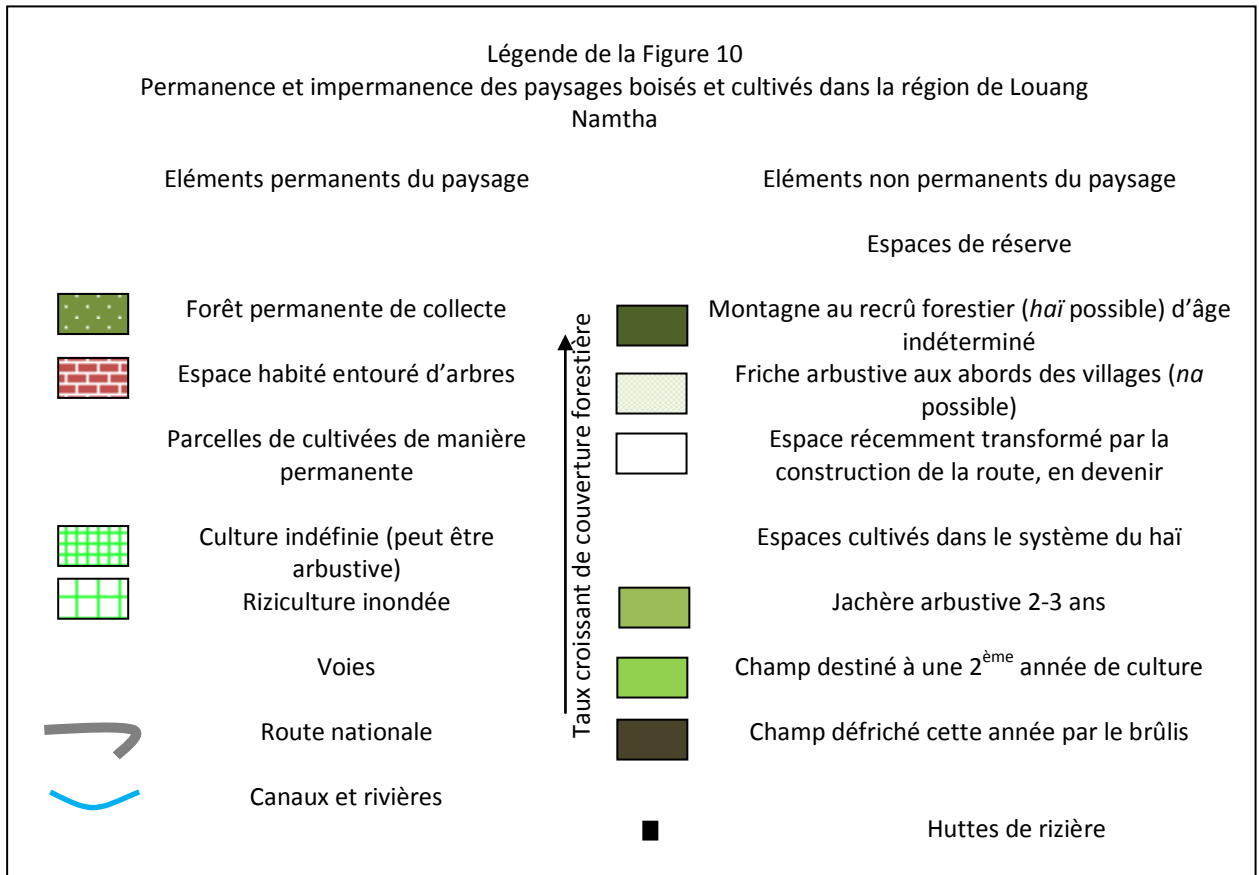 Légende de la Figure 10
Permanence et impermanence des paysages boisés et cultivés dans la région de Louang
Namtha
Eléments permanents du paysage
Forêt permanente de collecte
Espace habité entouré d'arbres
Parcelles de cultivées de manière
permanente
Culture indéfinie (peut être
arbustive)
Riziculture inondée
Voies
Route nationale
Canaux et rivières
Taux croissant de couverture forestière
Eléments non permanents du paysage
Espaces de réserve
Montagne au recrû forestier (haï possible) d'âge
indéterminé
Friche arbustive aux abords des villages (na
possible)
Espace récemment transformé par la
construction de la route, en devenir
Espaces cultivés dans le système du haï
Jachère arbustive 2-3 ans
Champ destiné à une 2ème année de culture
Champ défriché cette année par le brûlis
Huttes de rizière